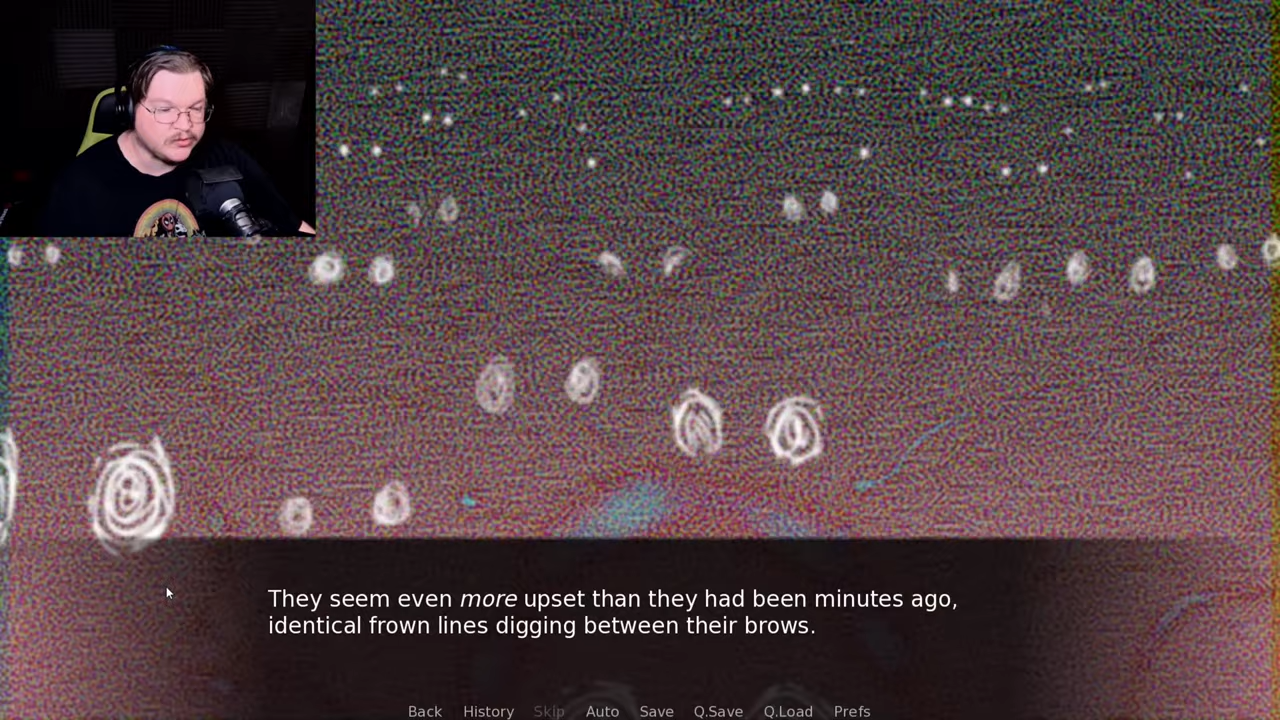 They seem even more upset than they had been minutes ago,
identical frown lines digging between their brows.
Back History Skip Auto Save Q.Save Q.Load Prefs